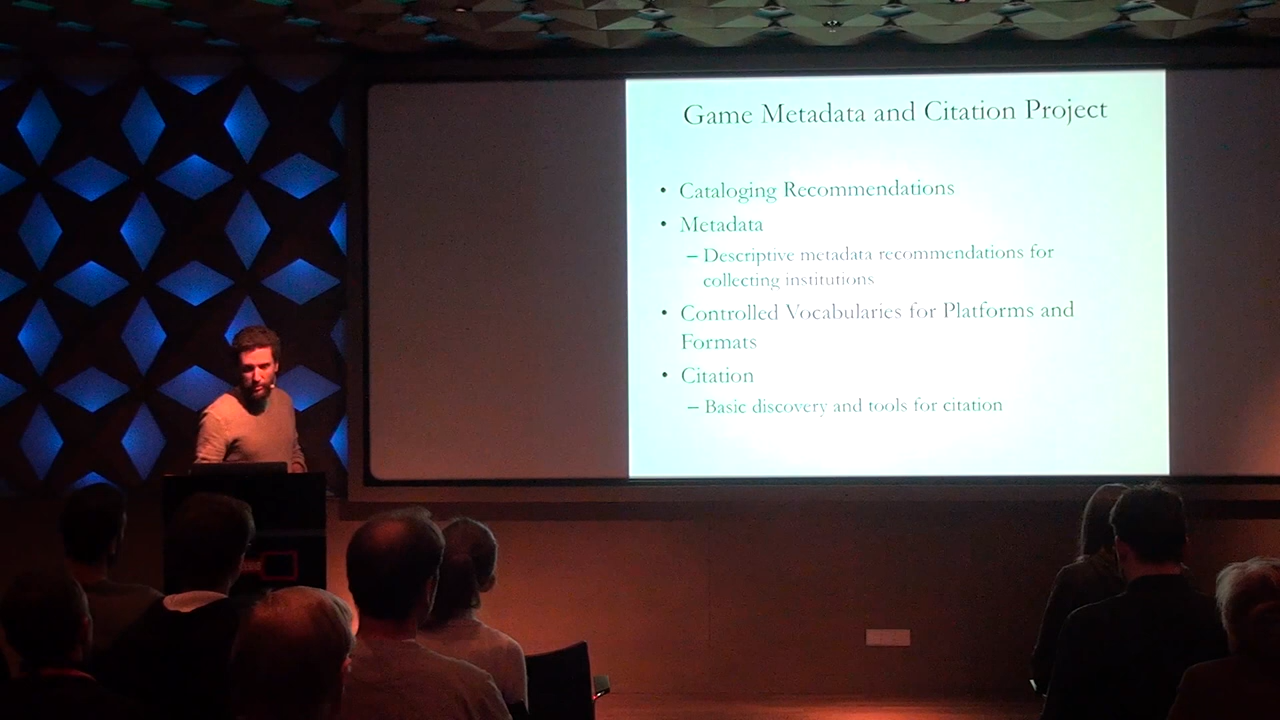 Game Metadata and Citation Project
• Cataloging Recommendations
• Metadata
– Descriptive metadata recommendations for
collecting institutions
• Controlled Vocabularies for Platforms and
Formats
• Citation
– Basic discovery and tools for citation